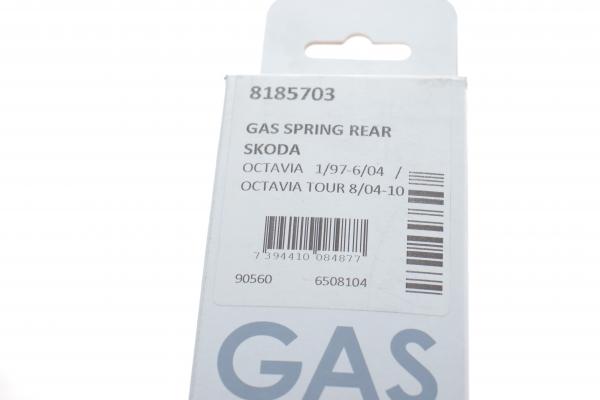 8185703
GAS SPRING REAR
SKODA
OCTAVIA 1/97-6/04 /
OCTAVIA TOUR 8/04-10
7 394410 084877
90560 6508104
GAS